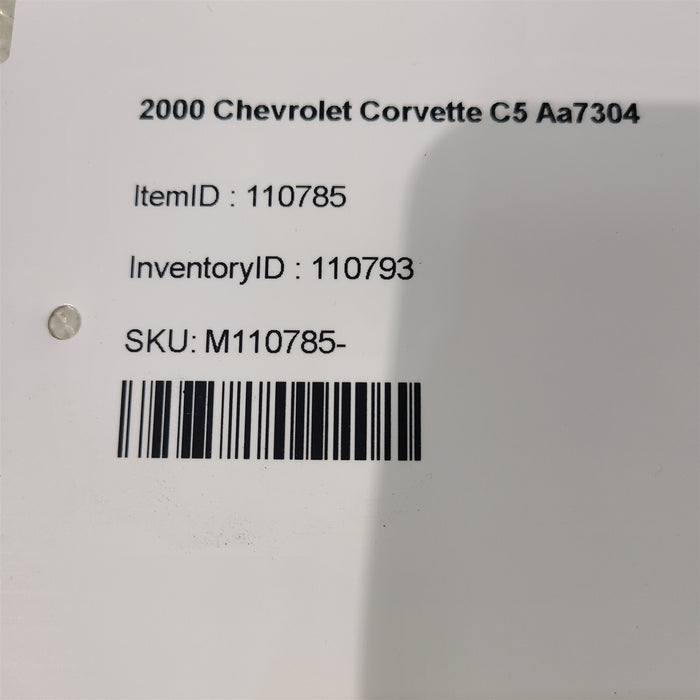 2000 Chevrolet Corvette C5 Aa7304
ItemID : 110785
InventoryID : 110793
SKU: M110785-